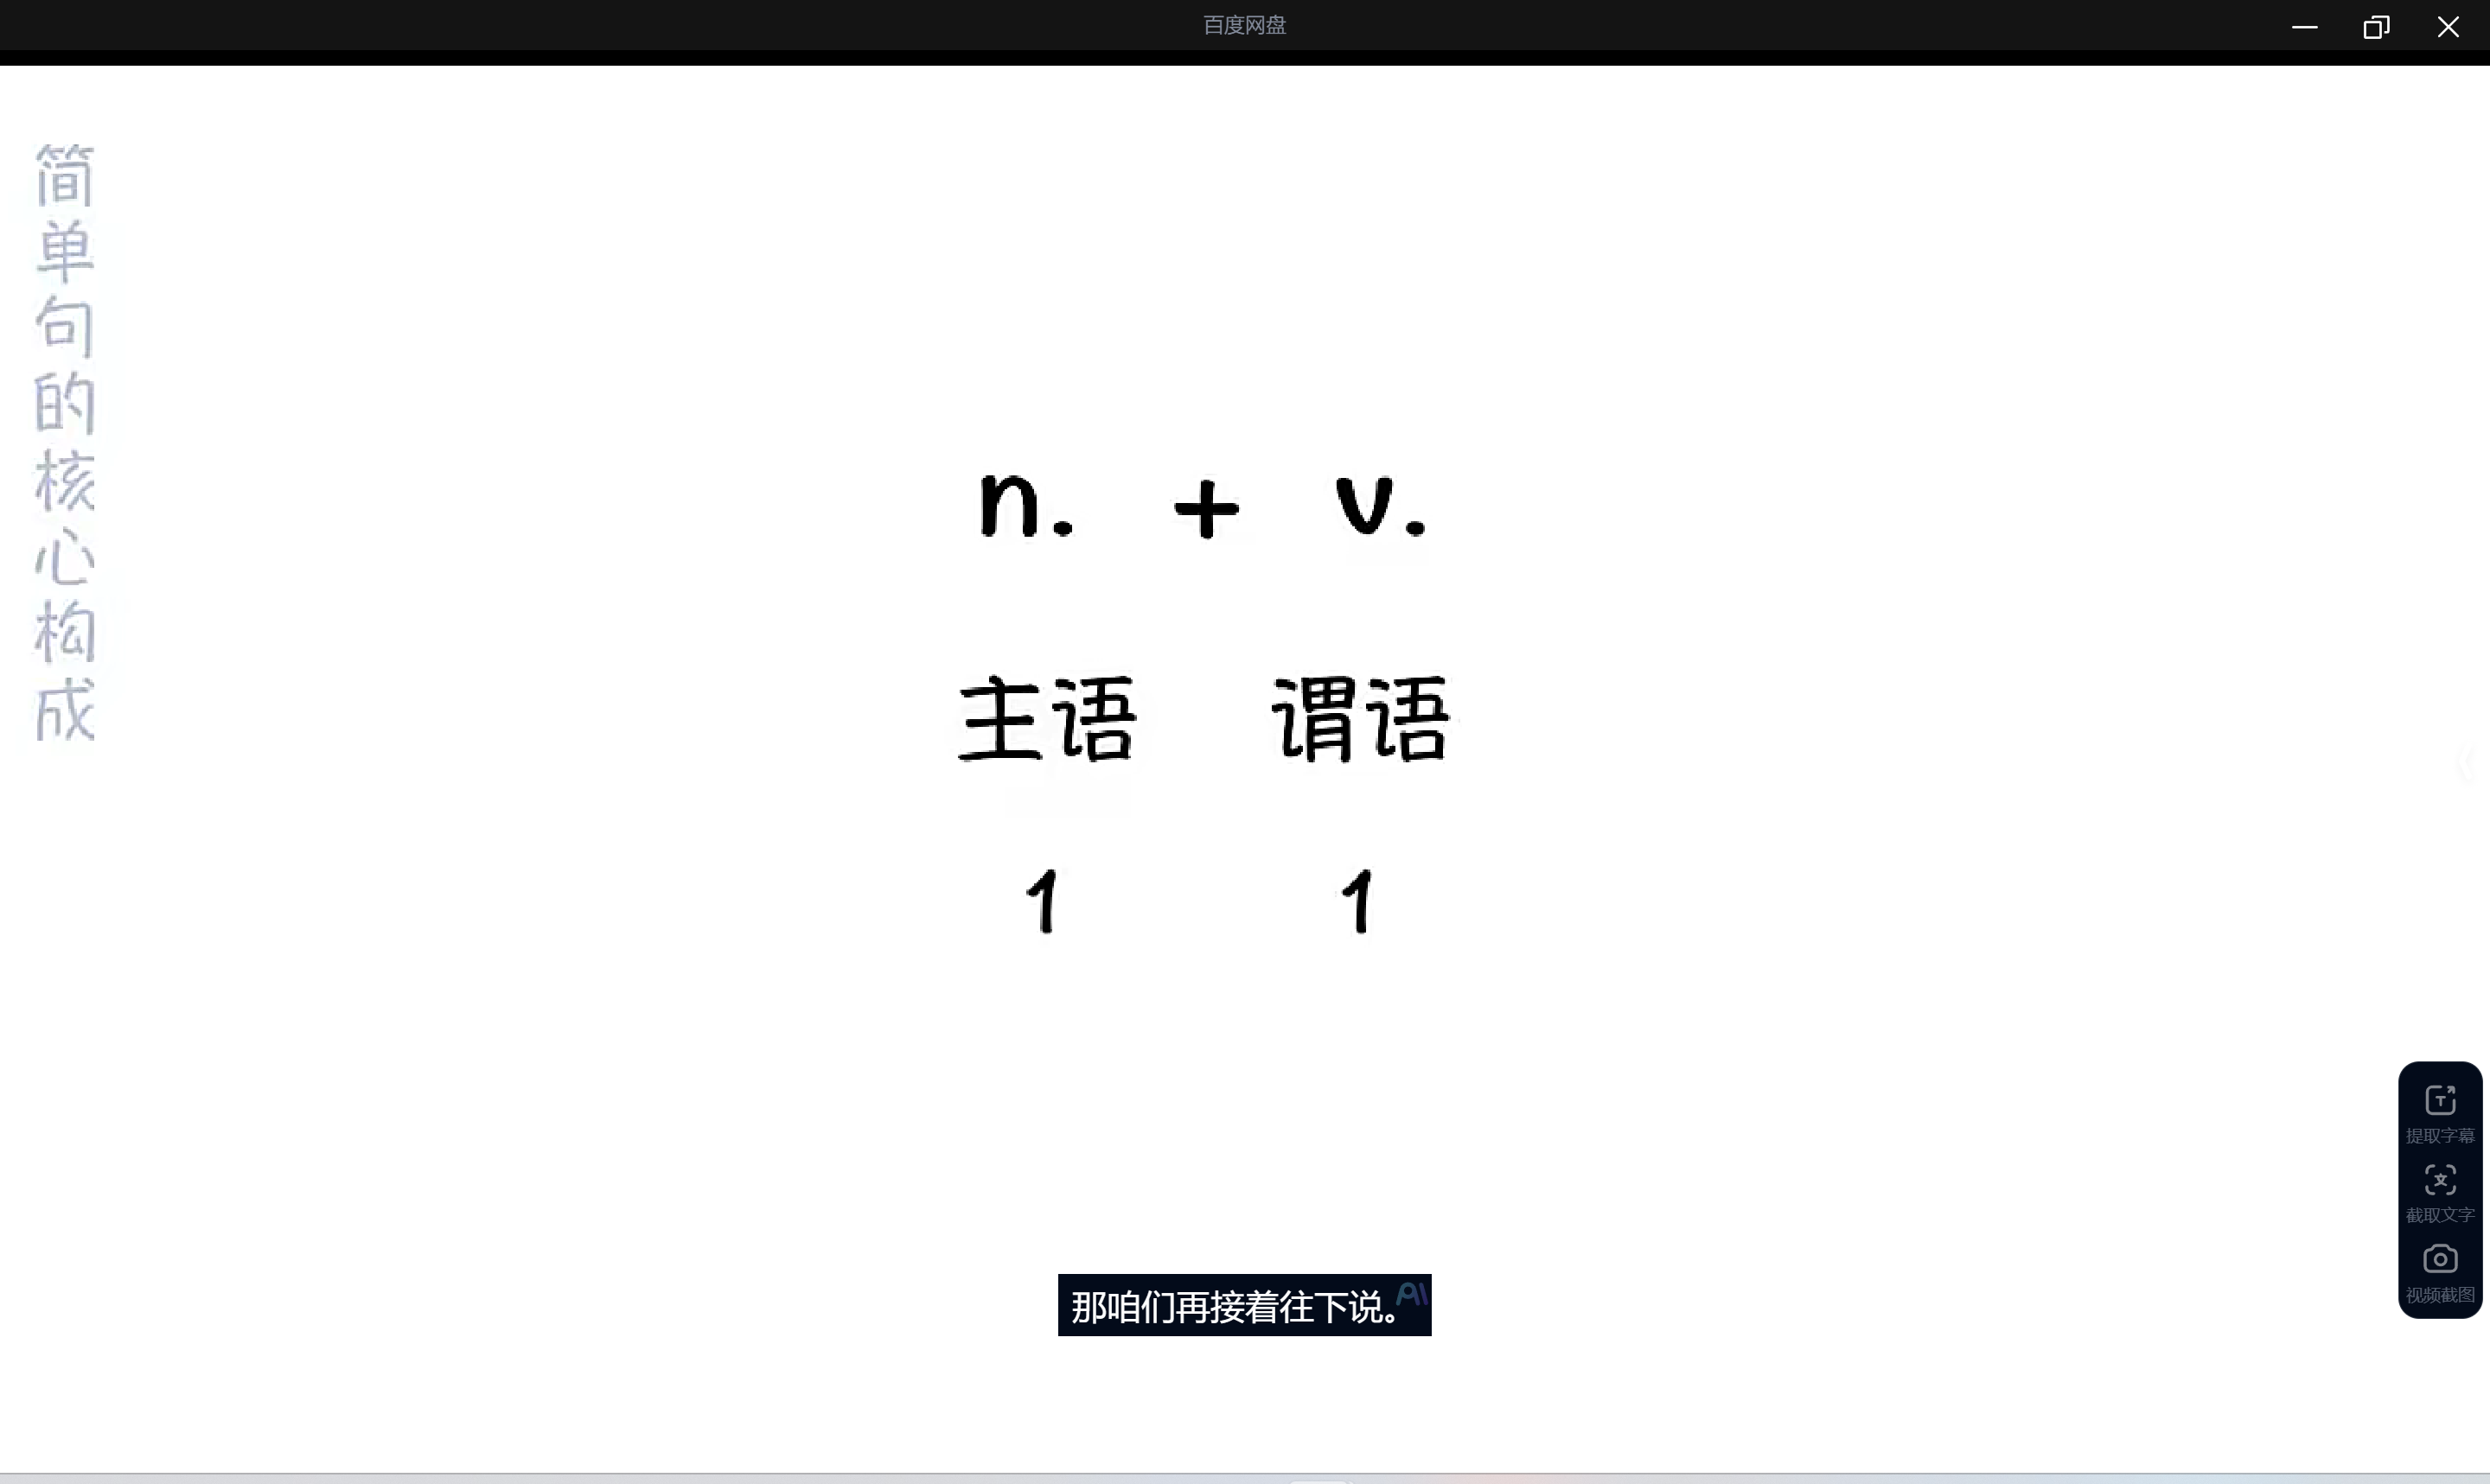 百度网盘
简单句的核心构成
n. + v.
主语 谓语
1 1
提取字幕
截取文字
视频截图
那咱们再接着往下说。AI